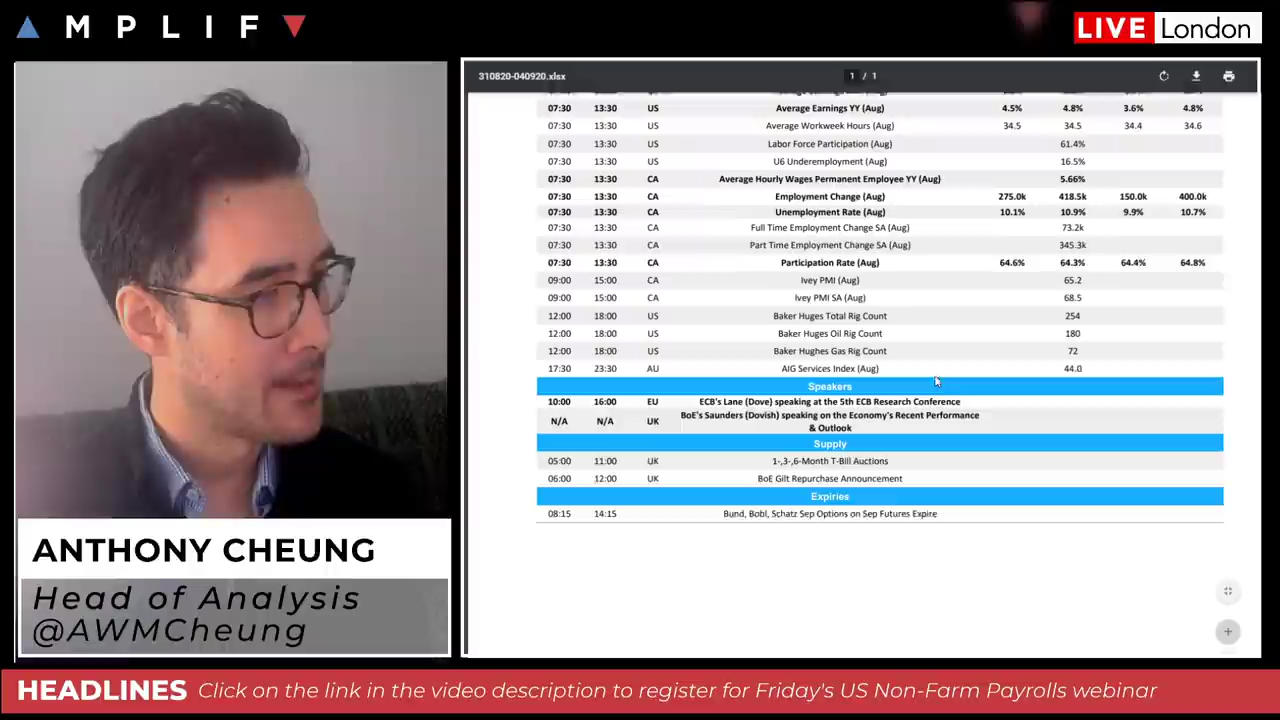 AMPLIFY
LIVE London
310820-040920.xlsx
1 / 1
07:30 13:30 US Average Earnings YY (Aug) 4.5% 4.8% 3.6% 4.8%
07:30 13:30 US Average Workweek Hours (Aug) 34.5 34.5 34.4 34.6
07:30 13:30 US Labor Force Participation (Aug) 61.4%
07:30 13:30 US U6 Underemployment (Aug) 16.5%
07:30 13:30 CA Average Hourly Wages Permanent Employee YY (Aug) 5.66%
07:30 13:30 CA Employment Change (Aug) 275.0k 418.5k 150.0k 400.0k
07:30 13:30 CA Unemployment Rate (Aug) 10.1% 10.9% 9.9% 10.7%
07:30 13:30 CA Full Time Employment Change SA (Aug) 73.2k
07:30 13:30 CA Part Time Employment Change SA (Aug) 345.3k
07:30 13:30 CA Participation Rate (Aug) 64.6% 64.3% 64.4% 64.8%
09:00 15:00 CA Ivey PMI (Aug) 65.2
09:00 15:00 CA Ivey PMI SA (Aug) 68.5
12:00 18:00 US Baker Huges Total Rig Count 254
12:00 18:00 US Baker Huges Oil Rig Count 180
12:00 18:00 US Baker Hughes Gas Rig Count 72
17:30 23:30 AU AIG Services Index (Aug) 44.0
Speakers
10:00 16:00 EU ECB's Lane (Dove) speaking at the 5th ECB Research Conference
N/A N/A UK BoE's Saunders (Dovish) speaking on the Economy's Recent Performance
& Outlook
Supply
05:00 11:00 UK 1-,3-,6-Month T-Bill Auctions
06:00 12:00 UK BoE Gilt Repurchase Announcement
Expiries
08:15 14:15 Bund, Bobl, Schatz Sep Options on Sep Futures Expire
ANTHONY CHEUNG
Head of Analysis
@AWMCheung
HEADLINES Click on the link in the video description to register for Friday's US Non-Farm Payrolls webinar